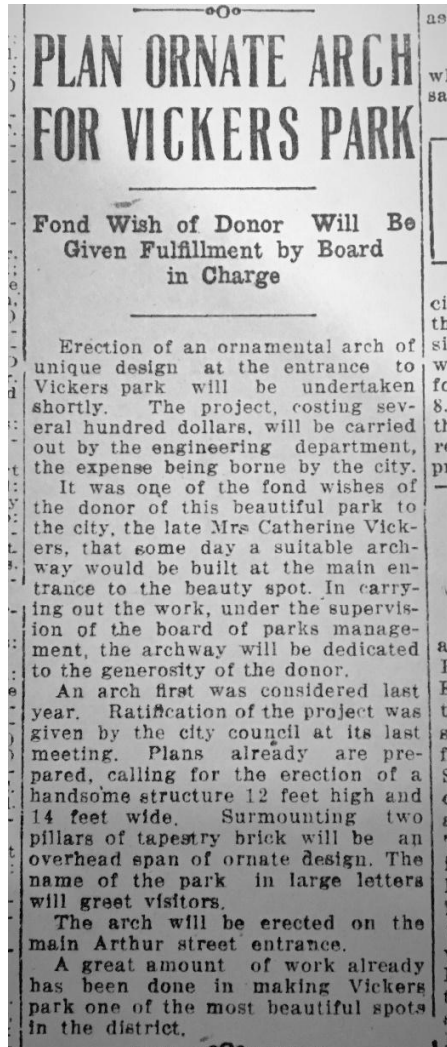 PLAN ORNATE ARCH
FOR VICKERS PARK
Fond Wish of Donor Will Be
Given Fulfillment by Board
in Charge
Erection of an ornamental arch of
unique design at the entrance to
Vickers park will be undertaken
shortly. The project, costing sev-
eral hundred dollars, will be carried
out by the engineering department,
the expense being borne by the city.
It was one of the fond wishes of
the donor of this beautiful park to
the city, the late Mrs Catherine Vick-
ers, that some day a suitable arch-
way would be built at the main en-
trance to the beauty spot. In carry-
ing out the work, under the supervis-
ion of the board of parks manage-
ment, the archway will be dedicated
to the generosity of the donor.
An arch first was considered last
year. Ratification of the project was
given by the city council at its last
meeting. Plans already are pre-
pared, calling for the erection of a
handsome structure 12 feet high and
14 feet wide. Surmounting two
pillars of tapestry brick will be an
overhead span of ornate design. The
name of the park in large letters
will greet visitors.
The arch will be erected on the
main Arthur street entrance.
A great amount of work already
has been done in making Vickers
park one of the most beautiful spots
in the district.